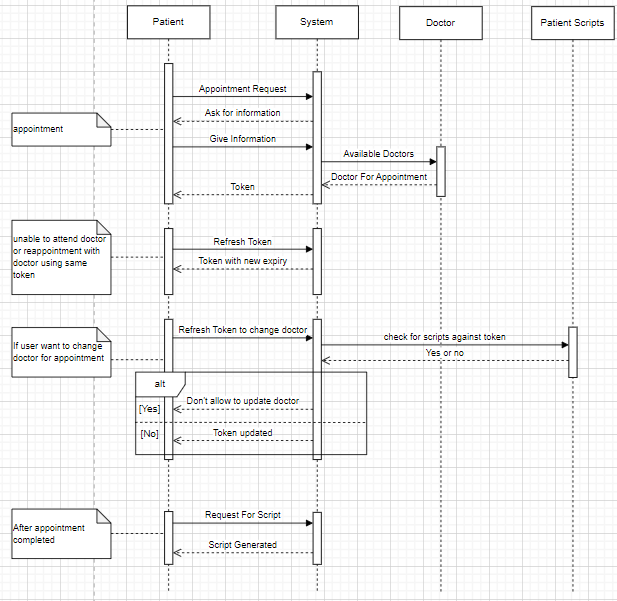 Patient
System
Doctor
Patient Scripts
Appointment Request
Ask for information
appointment
Give Information
Available Doctors
Doctor For Appointment
Token
unable to attend doctor
or reappointment with
doctor using same
token
Refresh Token
Token with new expiry
Refresh Token to change doctor
check for scripts against token
If user want to change
doctor for appointment
Yes or no
alt
Don't allow to update doctor
[Yes]
Token updated
[No]
After appointment
completed
Request For Script
Script Generated